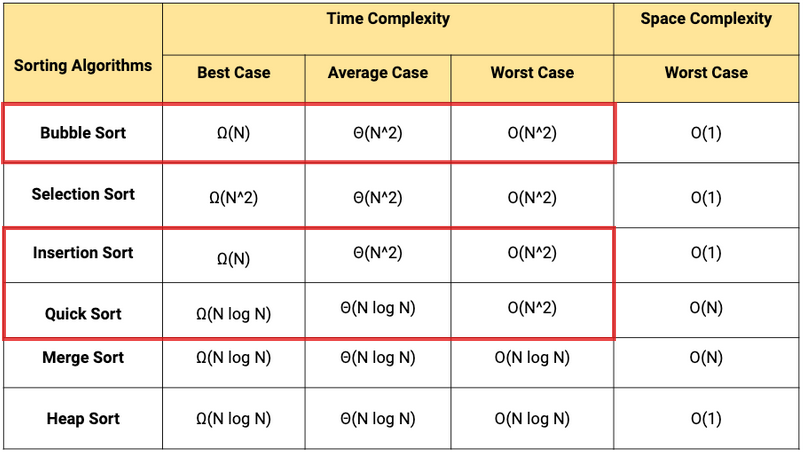 Sorting Algorithms Time Complexity Space Complexity
Best Case Average Case Worst Case Worst Case
Bubble Sort Ω(N) Θ(N^2) O(N^2) O(1)
Selection Sort Ω(N^2) Θ(N^2) O(N^2) O(1)
Insertion Sort Ω(N) Θ(N^2) O(N^2) O(1)
Quick Sort Ω(N log N) Θ(N log N) O(N^2) O(N)
Merge Sort Ω(N log N) Θ(N log N) O(N log N) O(N)
Heap Sort Ω(N log N) Θ(N log N) O(N log N) O(1)